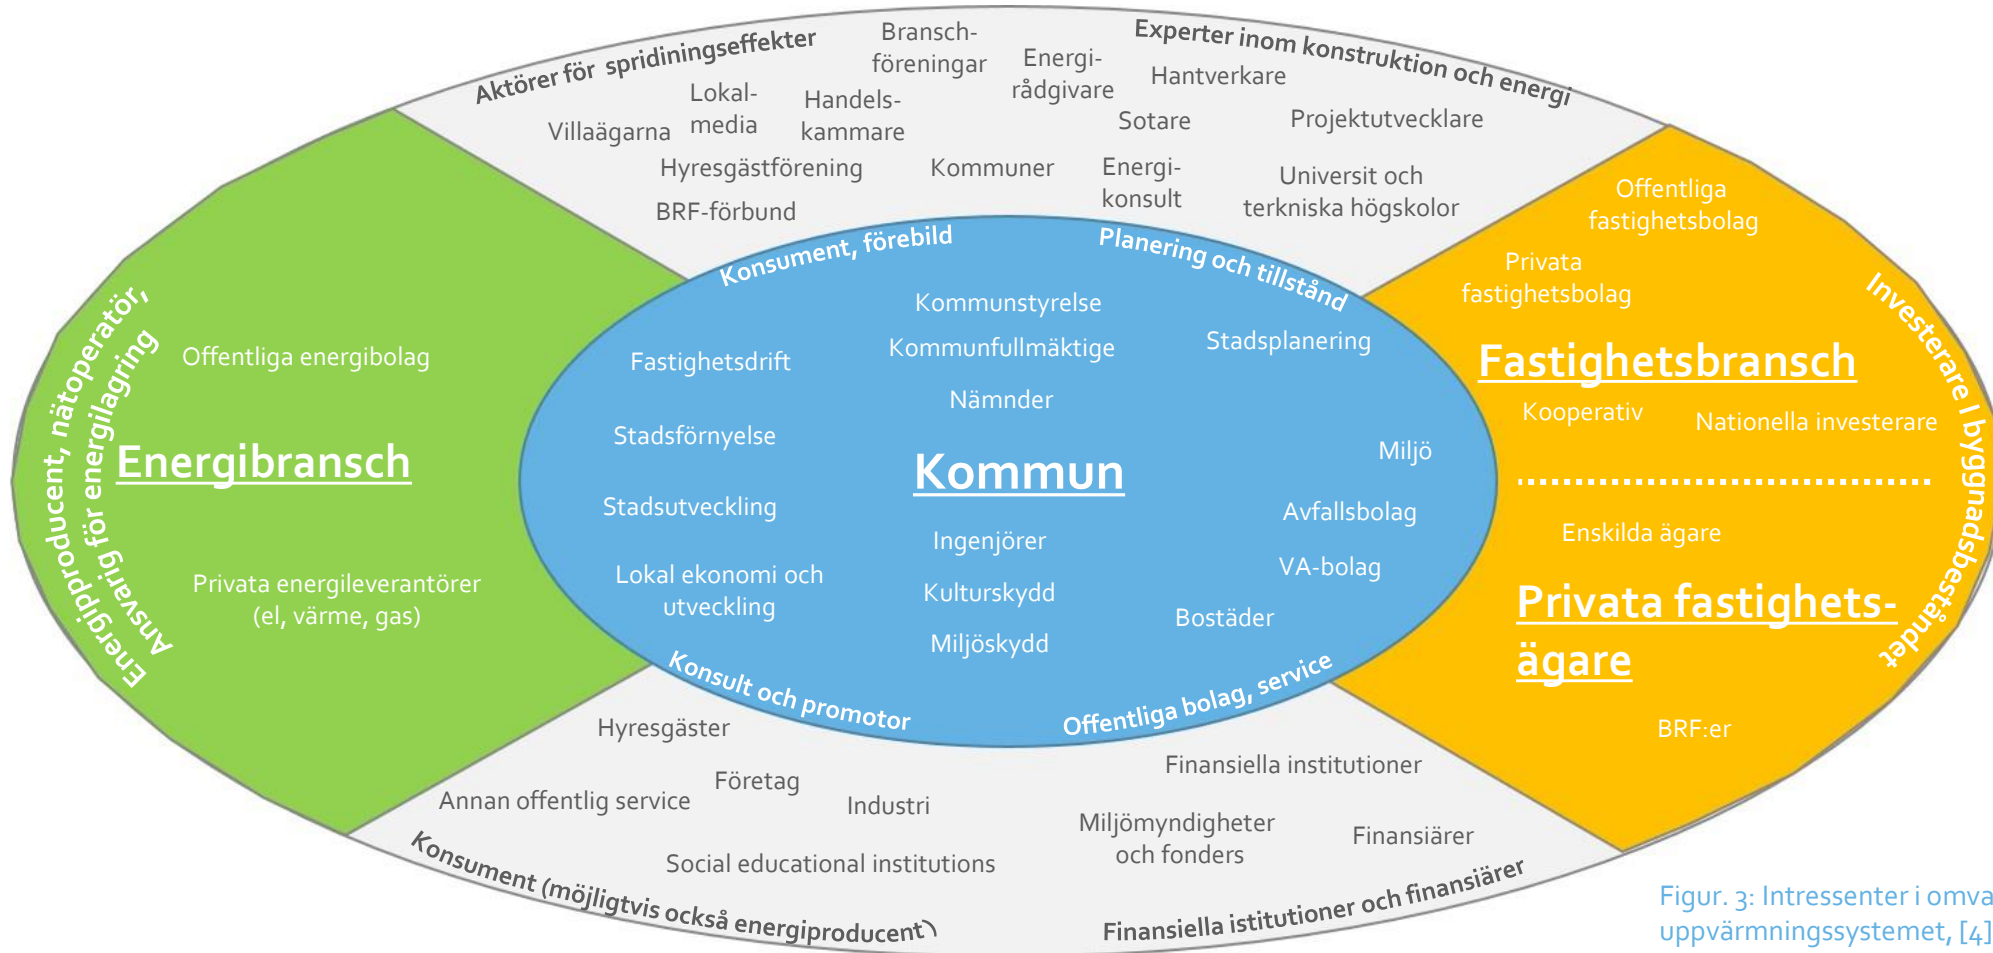 Aktörer för spridiningseffekter
Bransch-
föreningar
Energi-
rådgivare
Lokal-
media
Handels-
kammare
Villaägarna
Hyresgästförening
Kommuner
BRF-förbund
Experter inom konstruktion och energi
Hantverkare
Sotare
Projektutvecklare
Energi-
konsult
Universit och
terkniska högskolor
Energiproducent, nätoperatör,
Ansvarig för energilagring
Offentliga energibolag
Energibransch
Privata energileverantörer
(el, värme, gas)
Konsument, förebild
Planering och tillstånd
Kommunstyrelse
Kommunfullmäktige
Nämnder
Fastighetsdrift
Stadsförnyelse
Stadsutveckling
Lokal ekonomi och
utveckling
Kommun
Ingenjörer
Kulturskydd
Miljöskydd
Stadsplanering
Miljö
Avfallsbolag
VA-bolag
Bostäder
Konsult och promotor
Offentliga bolag, service
Offentliga
fastighetsbolag
Privata
fastighetsbolag
Fastighetsbransch
Kooperativ
Nationella investerare
Enskilda ägare
Privata fastighets-
ägare
BRF:er
Investerare I byggnadsbeståndet
Hyresgäster
Företag
Annan offentlig service
Industri
Social educational institutions
Konsument (möjligtvis också energiproducent)
Finansiella institutioner
Miljömyndigheter
och fonders
Finansiärer
Finansiella istitutioner och finansiärer
Figur. 3: Intressenter i omva
uppvärmningssystemet, [4]